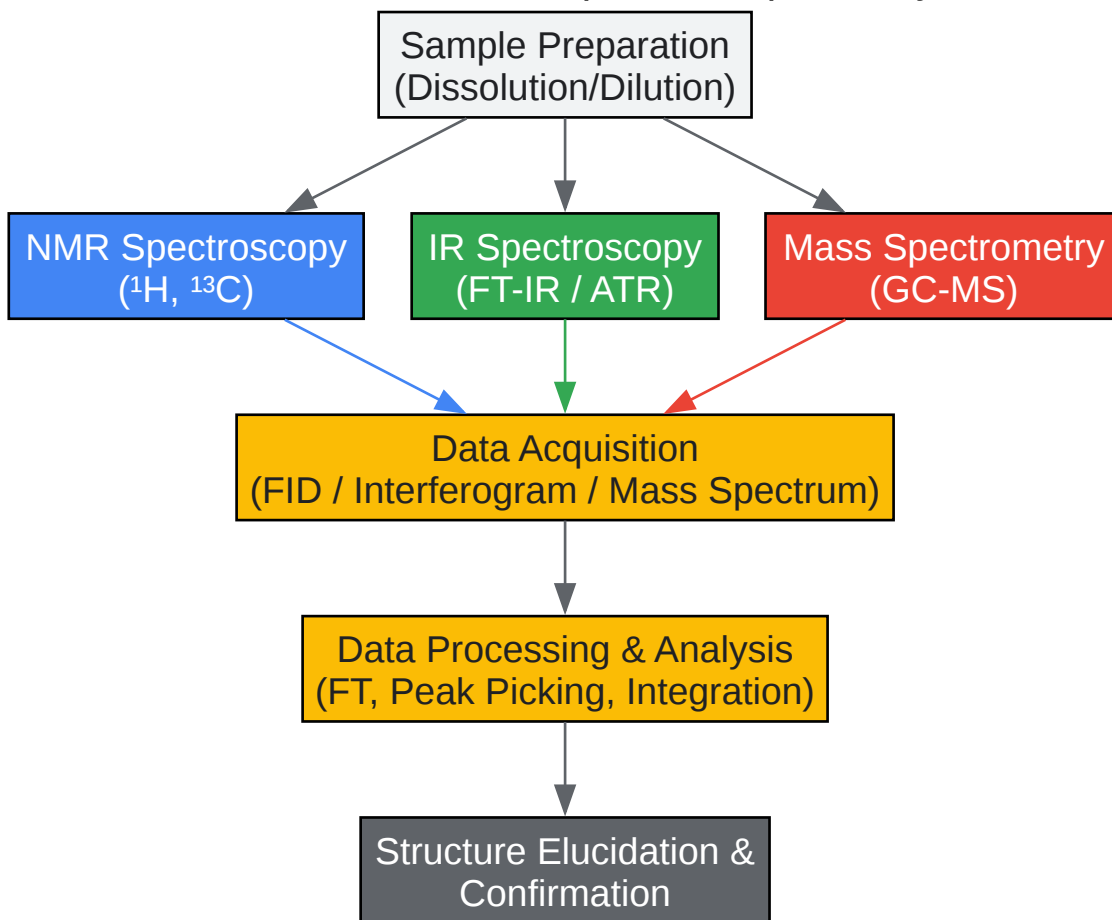 Sample Preparation
(Dissolution/Dilution)
NMR Spectroscopy
(¹H, ¹³C)
IR Spectroscopy
(FT-IR / ATR)
Mass Spectrometry
(GC-MS)
Data Acquisition
(FID / Interferogram / Mass Spectrum)
Data Processing & Analysis
(FT, Peak Picking, Integration)
Structure Elucidation &
Confirmation